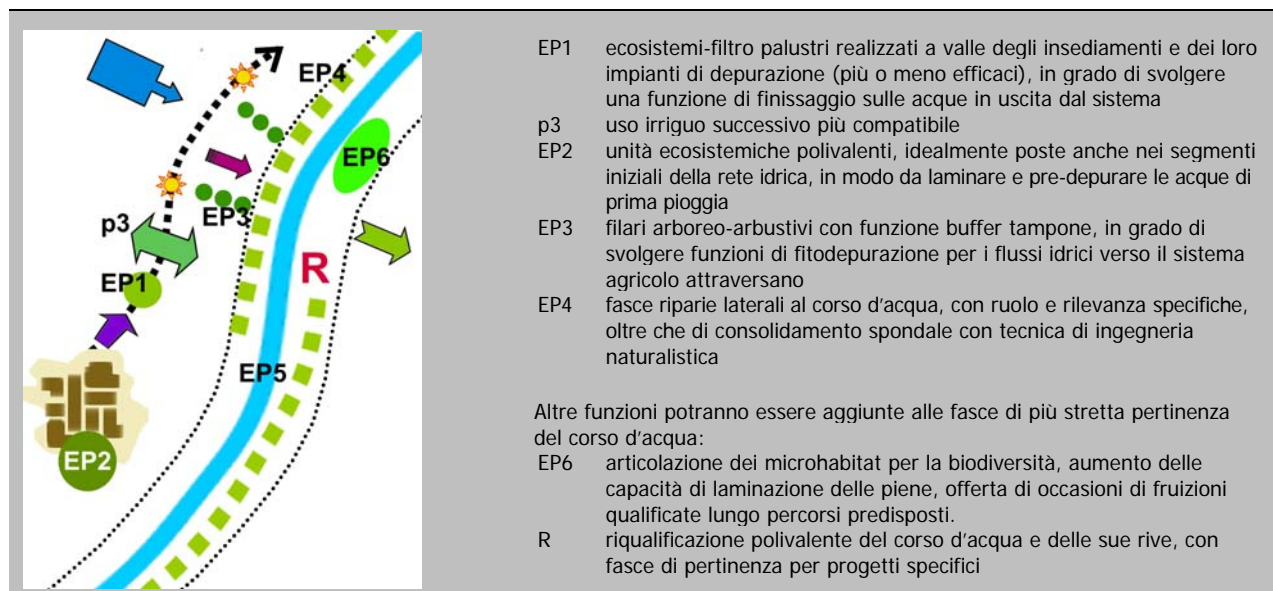 EP4
EP6
EP3
p3
R
EP1
EP5
EP2
EP1 ecosistemi-filtro palustri realizzati a valle degli insediamenti e dei loro
impianti di depurazione (più o meno efficaci), in grado di svolgere
una funzione di finissaggio sulle acque in uscita dal sistema
p3 uso irriguo successivo più compatibile
EP2 unità ecosistemiche polivalenti, idealmente poste anche nei segmenti
iniziali della rete idrica, in modo da laminare e pre-depurare le acque di
prima pioggia
EP3 filari arboreo-arbustivi con funzione buffer tampone, in grado di
svolgere funzioni di fitodepurazione per i flussi idrici verso il sistema
agricolo attraversano
EP4 fasce riparie laterali al corso d'acqua, con ruolo e rilevanza specifiche,
oltre che di consolidamento spondale con tecnica di ingegneria
naturalistica
Altre funzioni potranno essere aggiunte alle fasce di più stretta pertinenza
del corso d'acqua:
EP6 articolazione dei microhabitat per la biodiversità, aumento delle
capacità di laminazione delle piene, offerta di occasioni di fruizioni
qualificate lungo percorsi predisposti.
R riqualificazione polivalente del corso d'acqua e delle sue rive, con
fasce di pertinenza per progetti specifici